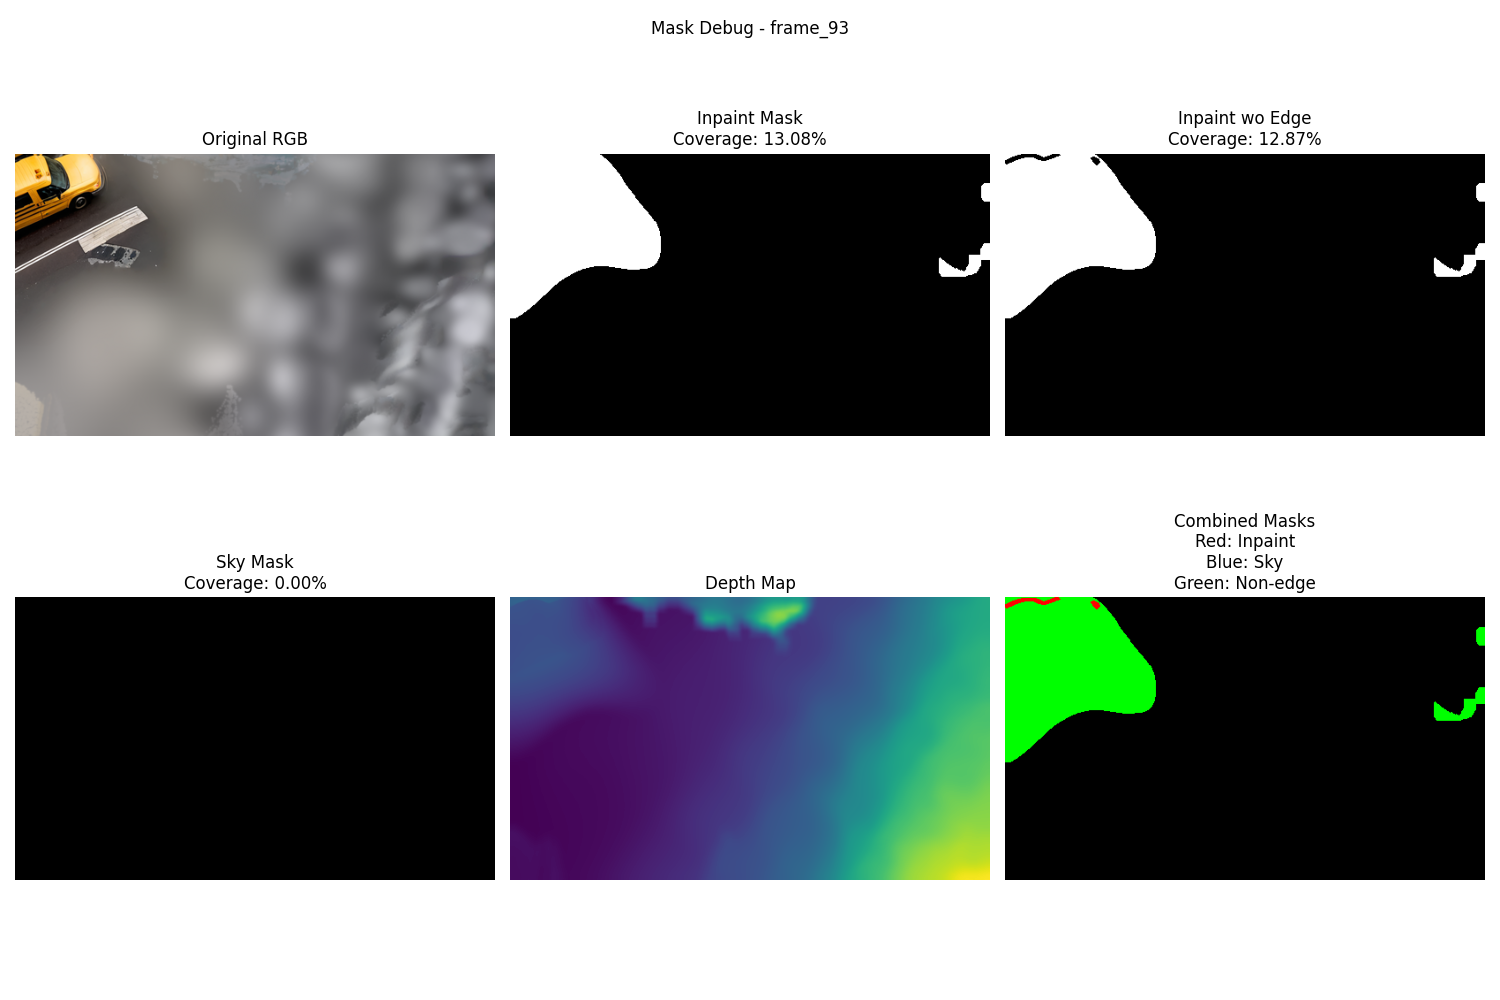 Mask Debug - frame_93
Original RGB
Inpaint Mask
Coverage: 13.08%
Inpaint wo Edge
Coverage: 12.87%
Sky Mask
Coverage: 0.00%
Depth Map
Combined Masks
Red: Inpaint
Blue: Sky
Green: Non-edge